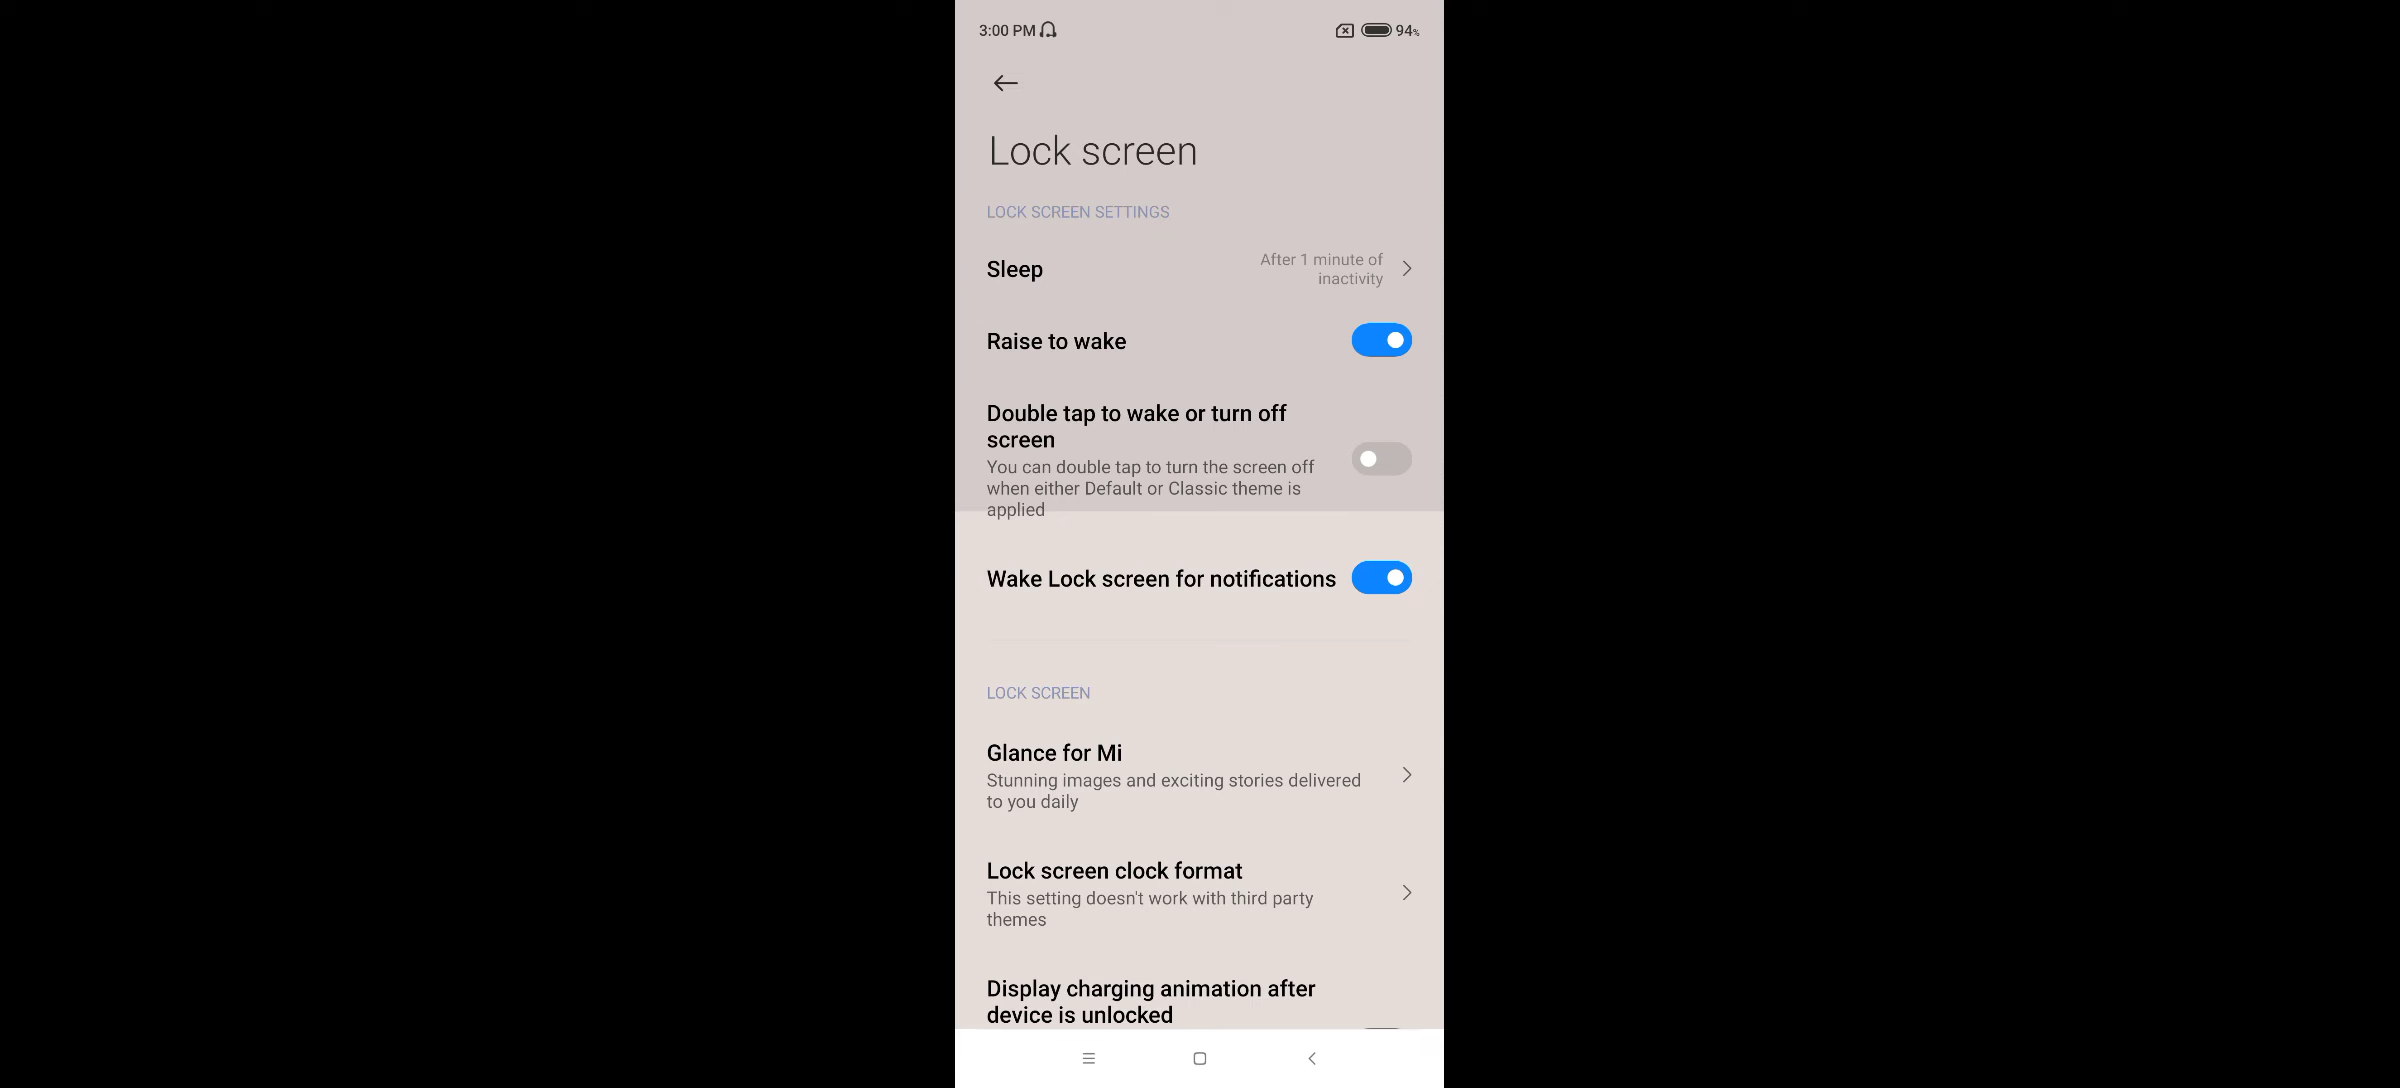 3:00 PM 94%
Lock screen
LOCK SCREEN SETTINGS
Sleep
After 1 minute of
inactivity
Raise to wake
Double tap to wake or turn off
screen
You can double tap to turn the screen off
when either Default or Classic theme is
applied
Wake Lock screen for notifications
LOCK SCREEN
Glance for Mi
Stunning images and exciting stories delivered
to you daily
Lock screen clock format
This setting doesn't work with third party
themes
Display charging animation after
device is unlocked